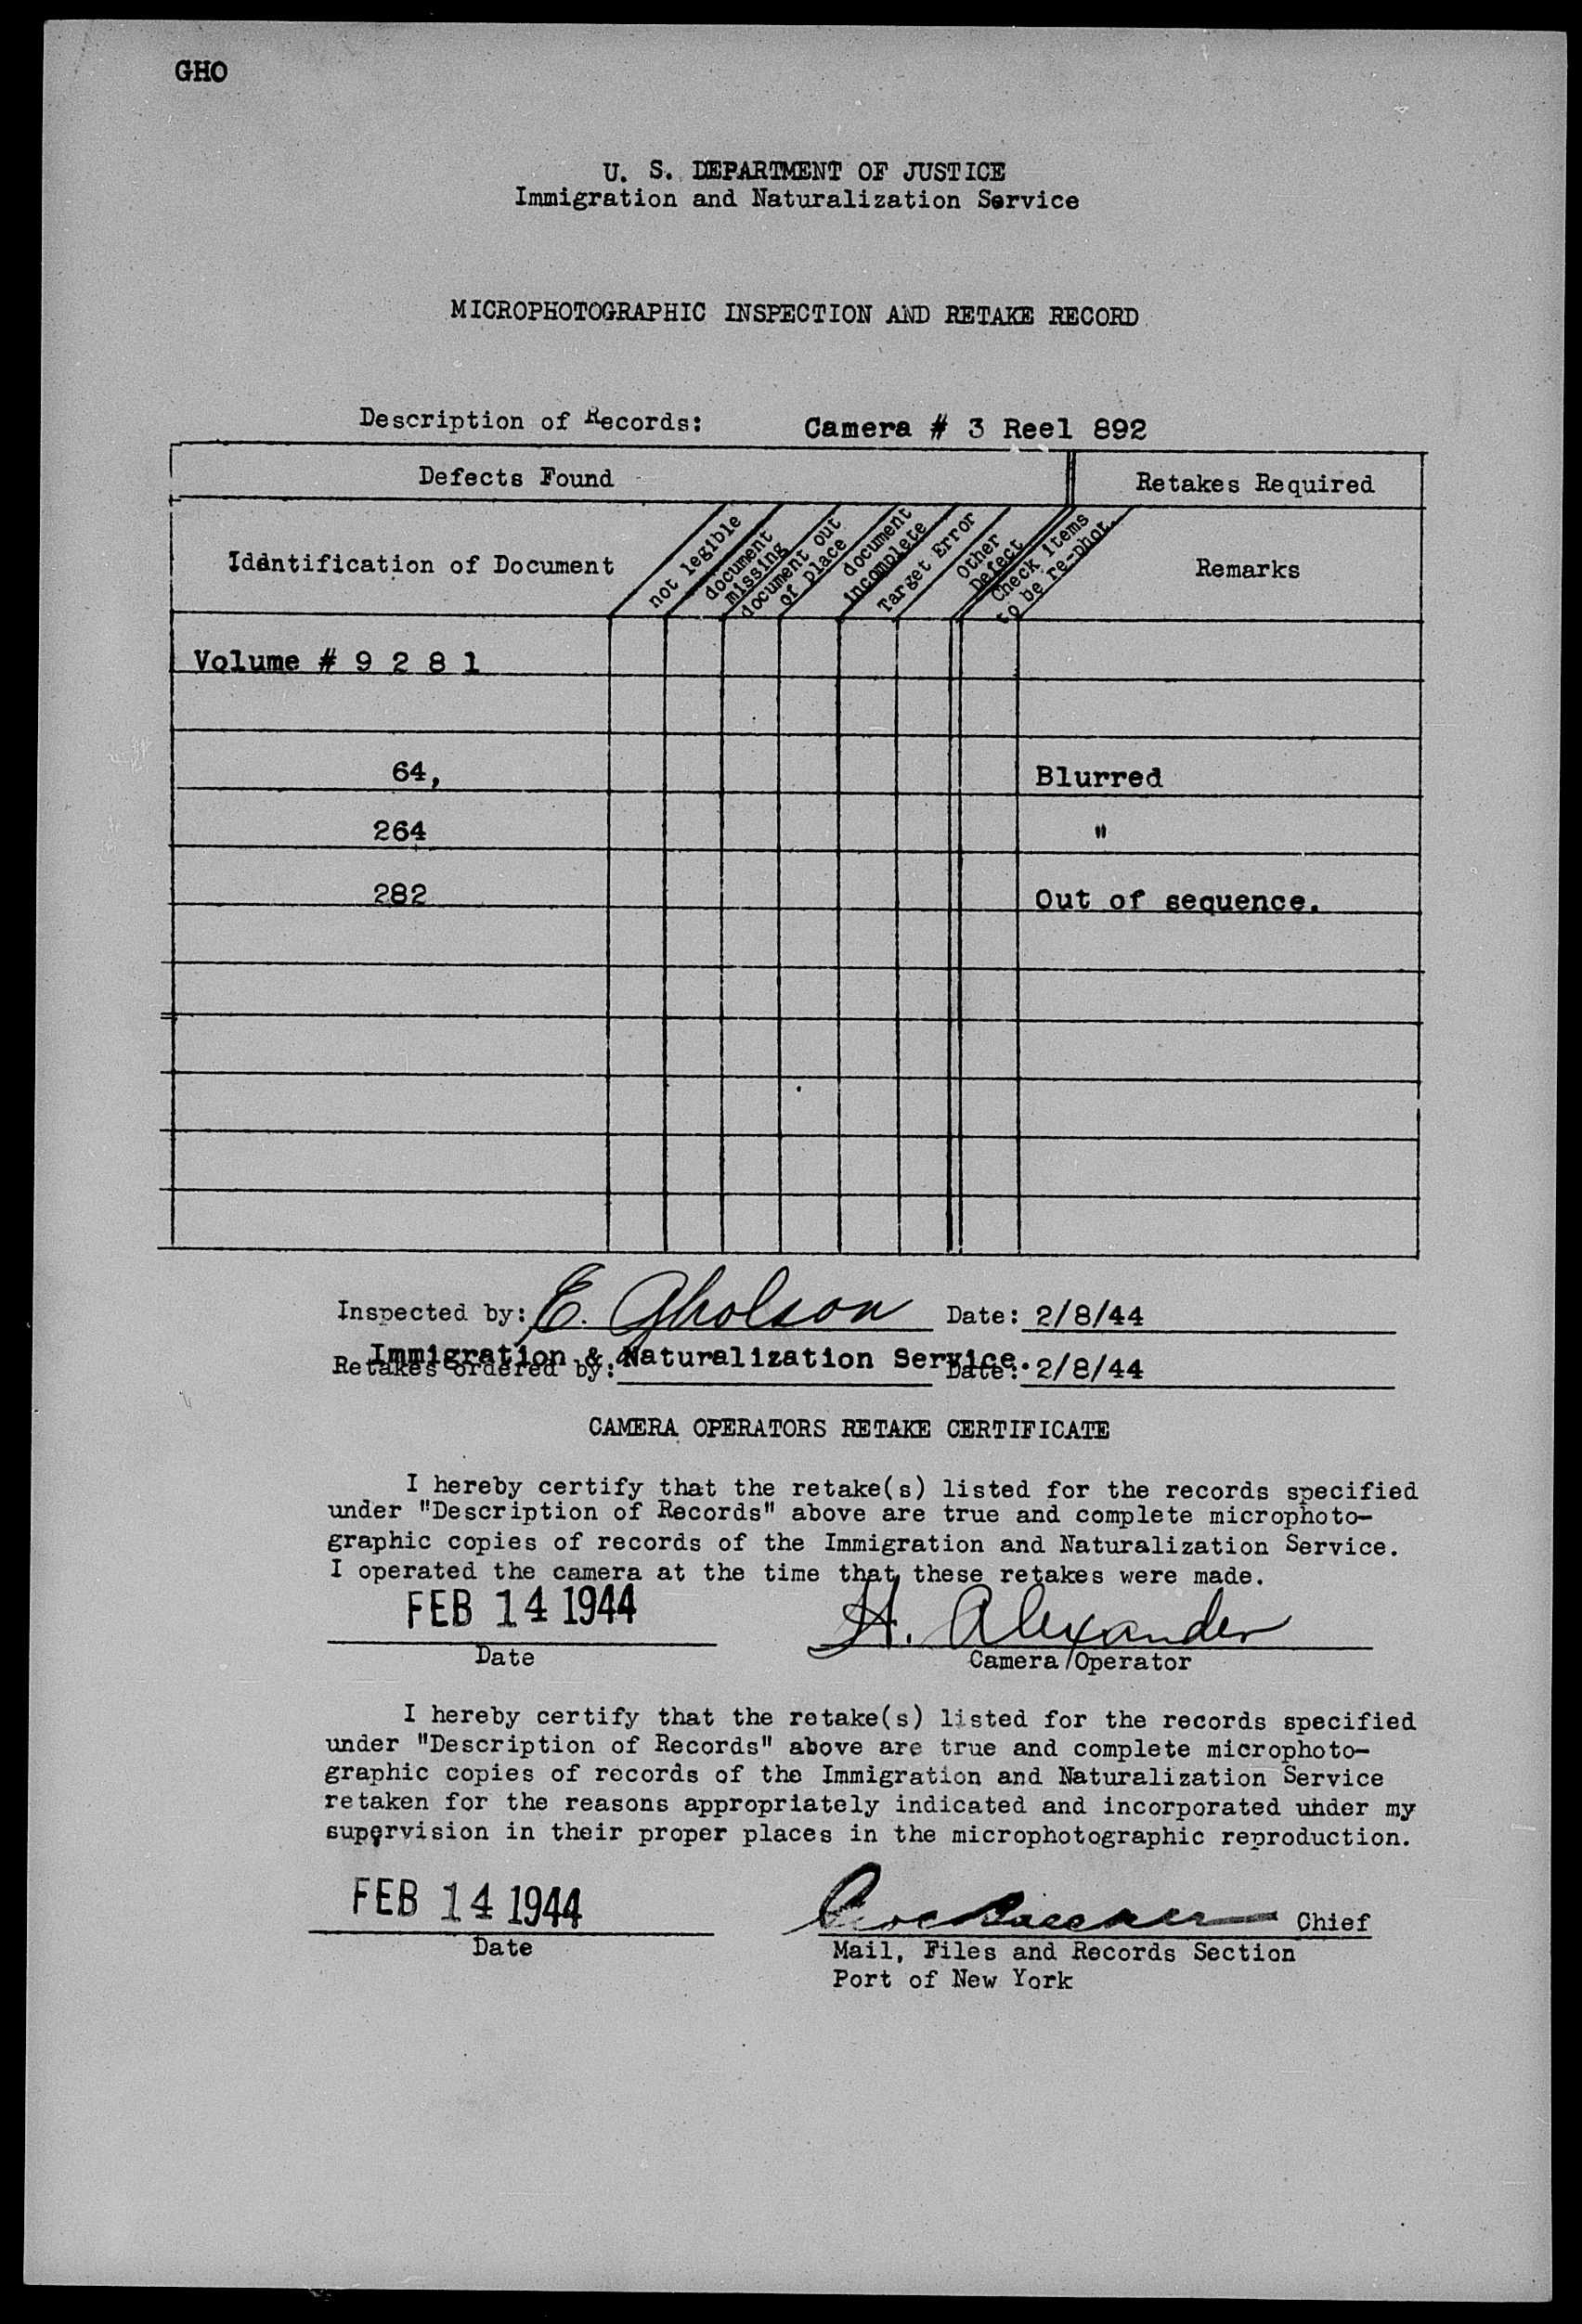 GHO
U. S. DEPARTMENT OF JUSTICE
Immigration and Naturalization Service
MICROPHOTOGRAPHIC INSPECTION AND RETAKE RECORD
Description of Records: Camera # 3 Reel 892
Defects Found Retakes Required
Identification of Document
not legible
document
missing
document out
of place
document
incomplete
Target Error
Other
Defect
Check items
to be re-phot.
Remarks
Volume # 9 2 8 1
64, Blurred
264 "
282 Out of sequence.
Inspected by: E. Gholson Date: 2/8/44
Immigration & Naturalization Service.
Retakes ordered by: Date: 2/8/44
CAMERA OPERATORS RETAKE CERTIFICATE
I hereby certify that the retake(s) listed for the records specified
under "Description of Records" above are true and complete microphoto-
graphic copies of records of the Immigration and Naturalization Service.
I operated the camera at the time that these retakes were made.
FEB 14 1944 H. Alexander
Date Camera Operator
I hereby certify that the retake(s) listed for the records specified
under "Description of Records" above are true and complete microphoto-
graphic copies of records of the Immigration and Naturalization Service
retaken for the reasons appropriately indicated and incorporated under my
supervision in their proper places in the microphotographic reproduction.
FEB 14 1944 Chief
Date Mail, Files and Records Section
Port of New York